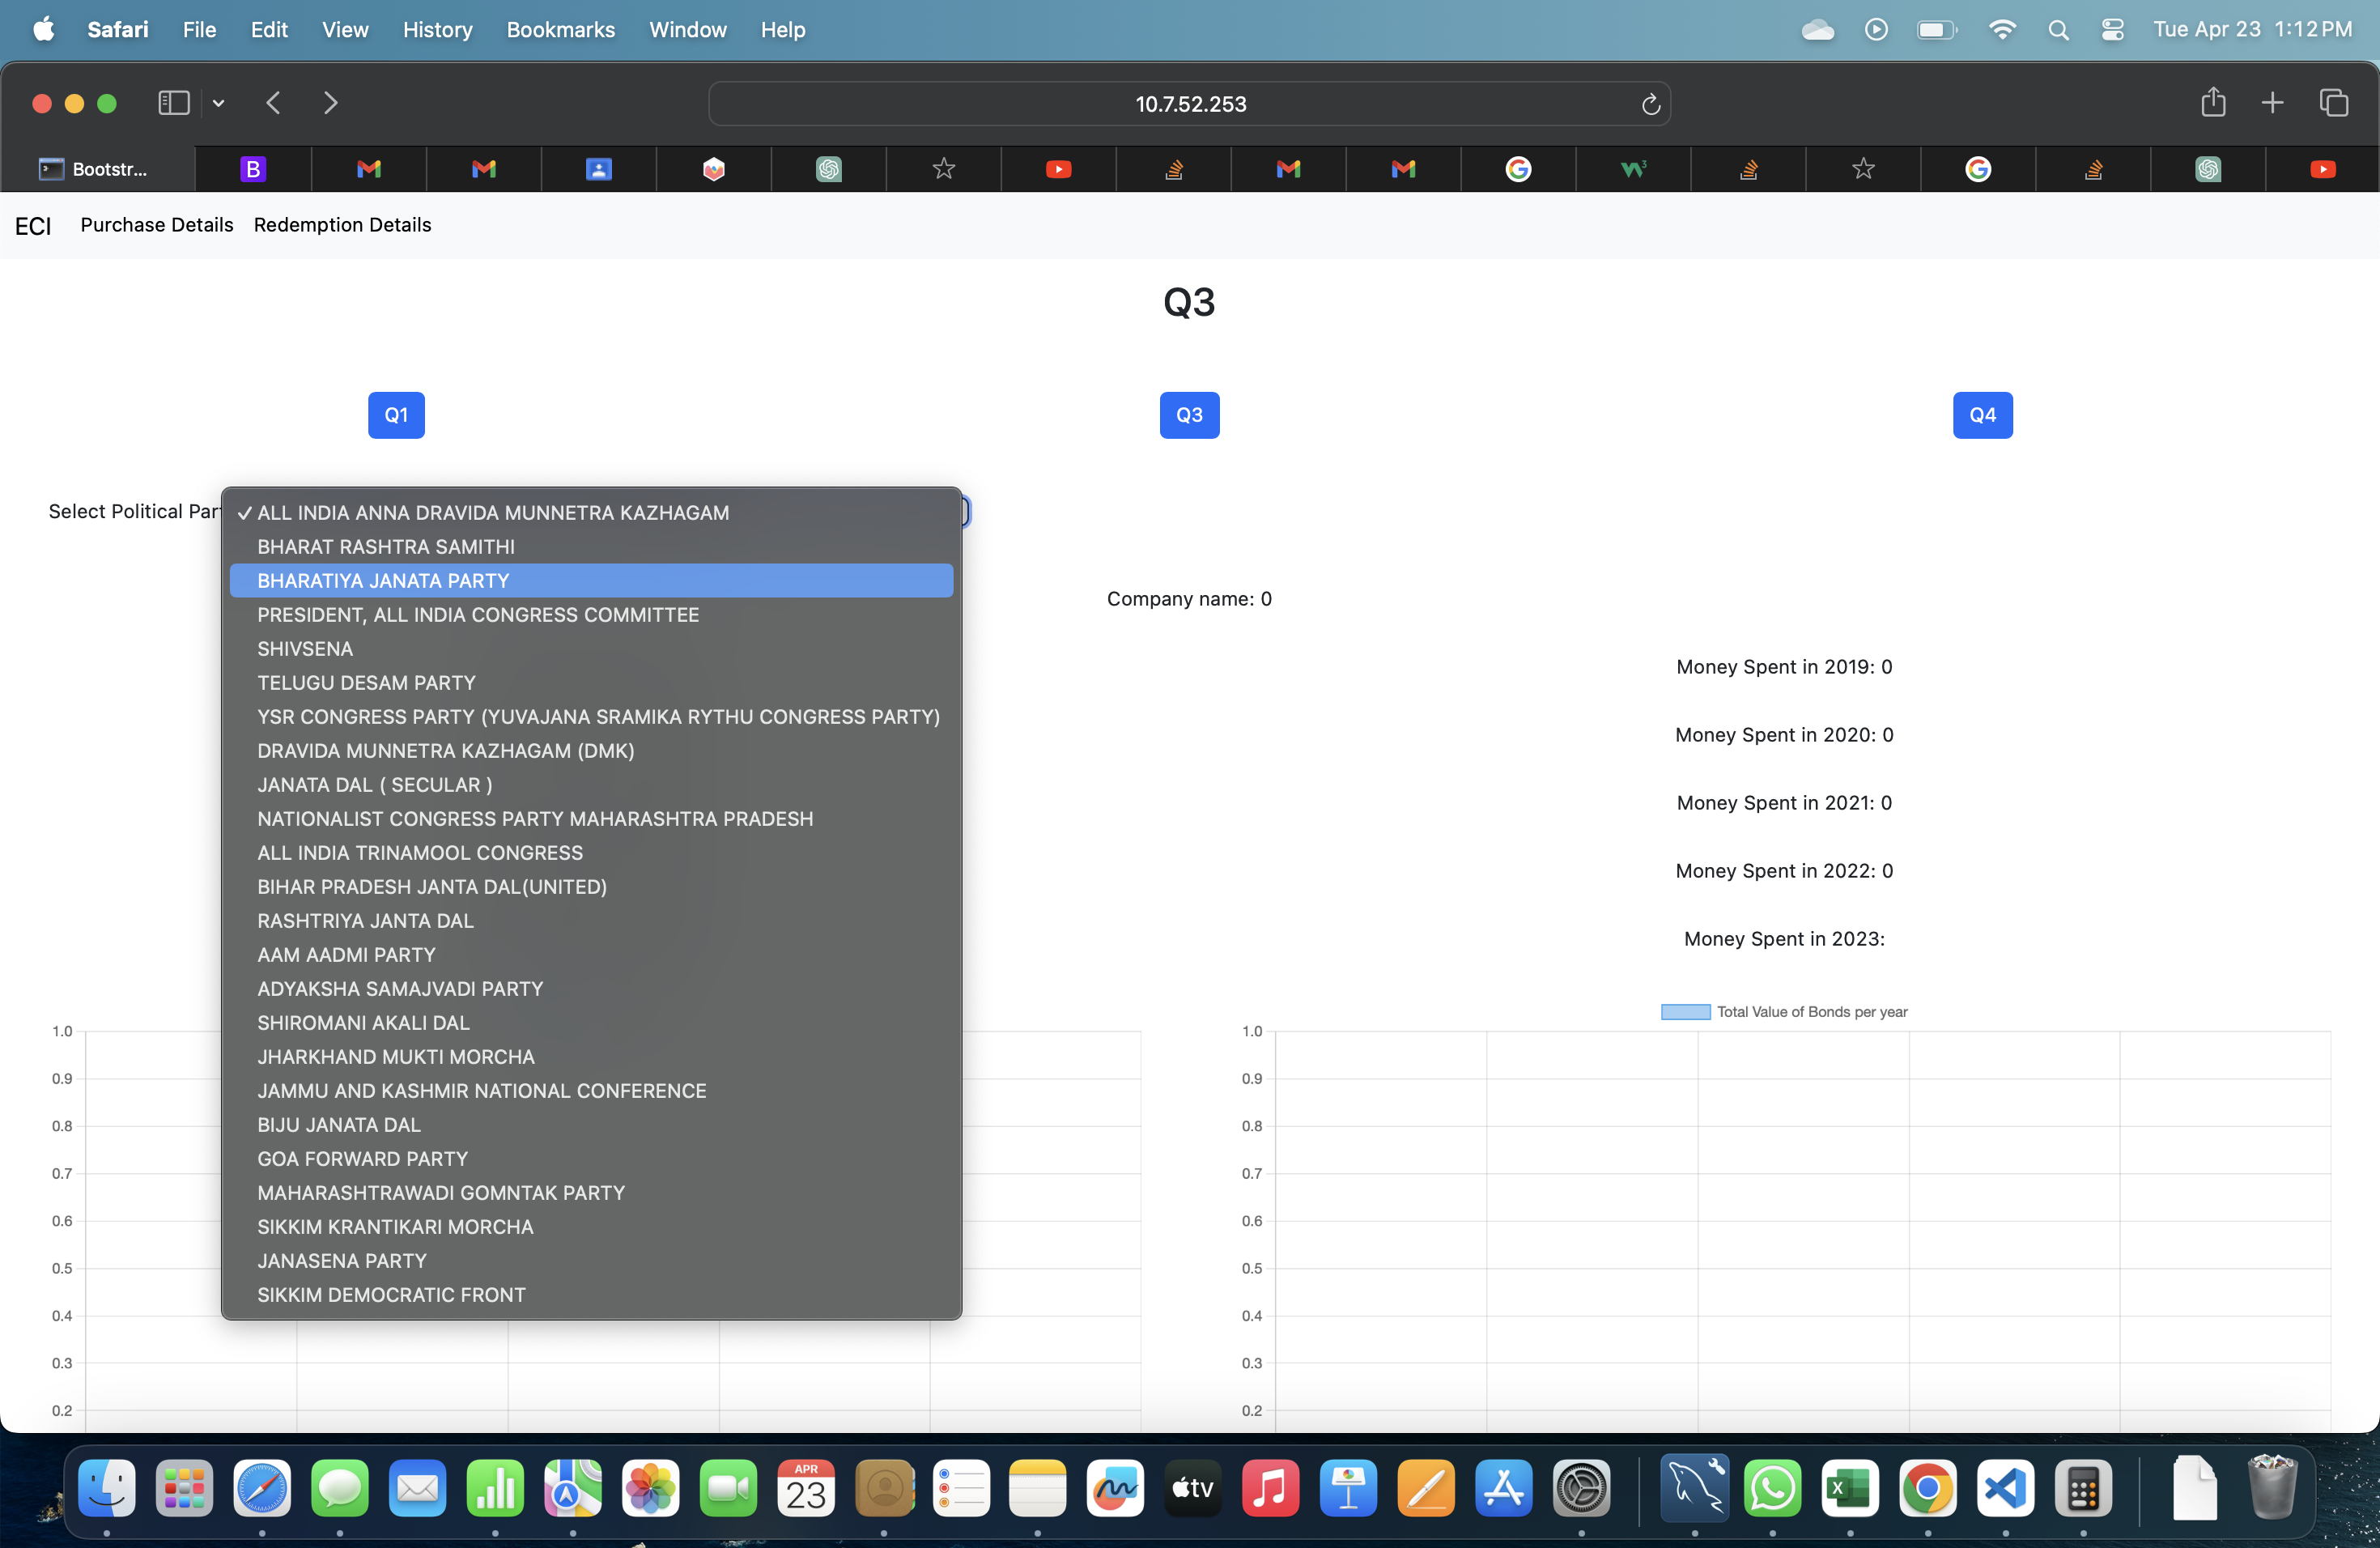 Safari File Edit View History Bookmarks Window Help Tue Apr 23 1:12 PM
10.7.52.253
Bootstr...
ECI Purchase Details Redemption Details
Q3
Q1 Q3 Q4
Select Political Par
✓ ALL INDIA ANNA DRAVIDA MUNNETRA KAZHAGAM
BHARAT RASHTRA SAMITHI
BHARATIYA JANATA PARTY
PRESIDENT, ALL INDIA CONGRESS COMMITTEE
SHIVSENA
TELUGU DESAM PARTY
YSR CONGRESS PARTY (YUVAJANA SRAMIKA RYTHU CONGRESS PARTY)
DRAVIDA MUNNETRA KAZHAGAM (DMK)
JANATA DAL ( SECULAR )
NATIONALIST CONGRESS PARTY MAHARASHTRA PRADESH
ALL INDIA TRINAMOOL CONGRESS
BIHAR PRADESH JANTA DAL(UNITED)
RASHTRIYA JANTA DAL
AAM AADMI PARTY
ADYAKSHA SAMAJVADI PARTY
SHIROMANI AKALI DAL
JHARKHAND MUKTI MORCHA
JAMMU AND KASHMIR NATIONAL CONFERENCE
BIJU JANATA DAL
GOA FORWARD PARTY
MAHARASHTRAWADI GOMNTAK PARTY
SIKKIM KRANTIKARI MORCHA
JANASENA PARTY
SIKKIM DEMOCRATIC FRONT
Company name: 0
Money Spent in 2019: 0
Money Spent in 2020: 0
Money Spent in 2021: 0
Money Spent in 2022: 0
Money Spent in 2023:
1.0
0.9
0.8
0.7
0.6
0.5
0.4
0.3
0.2
Total Value of Bonds per year
1.0
0.9
0.8
0.7
0.6
0.5
0.4
0.3
0.2
APR
23
tv